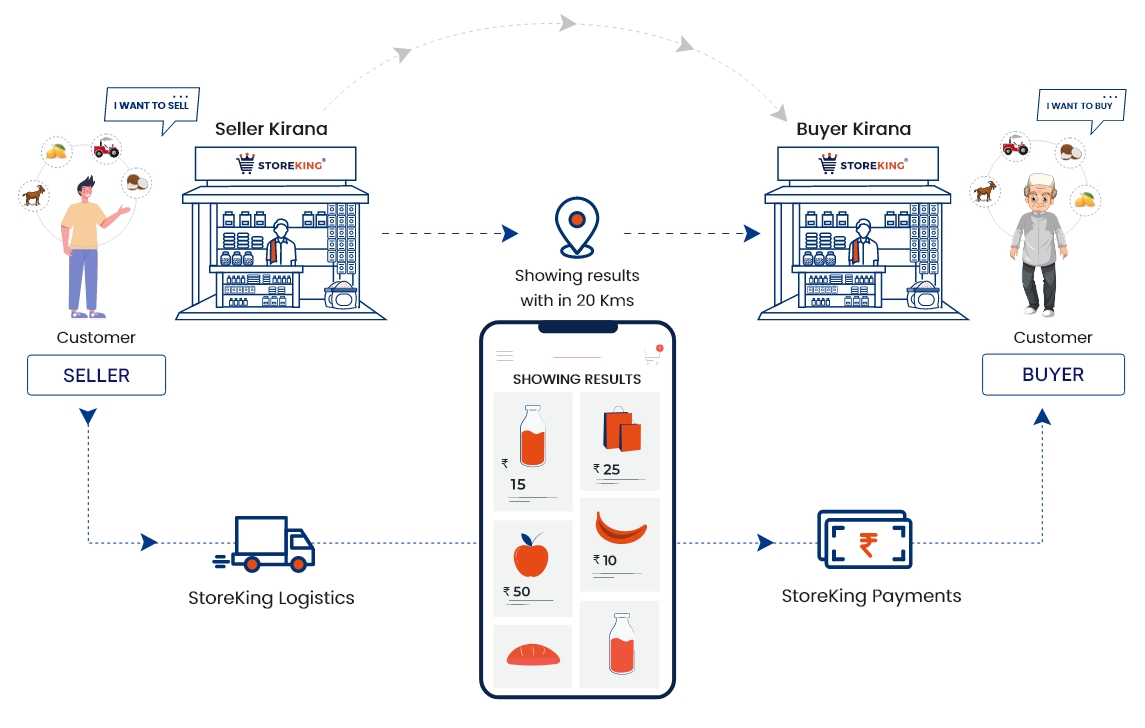 I WANT TO SELL
I WANT TO BUY
Seller Kirana
Buyer Kirana
STOREKING®
STOREKING®
Showing results
with in 20 Kms
Customer
Customer
SELLER
BUYER
SHOWING RESULTS
₹
15
₹ 25
₹ 10
₹ 50
₹
StoreKing Logistics
StoreKing Payments